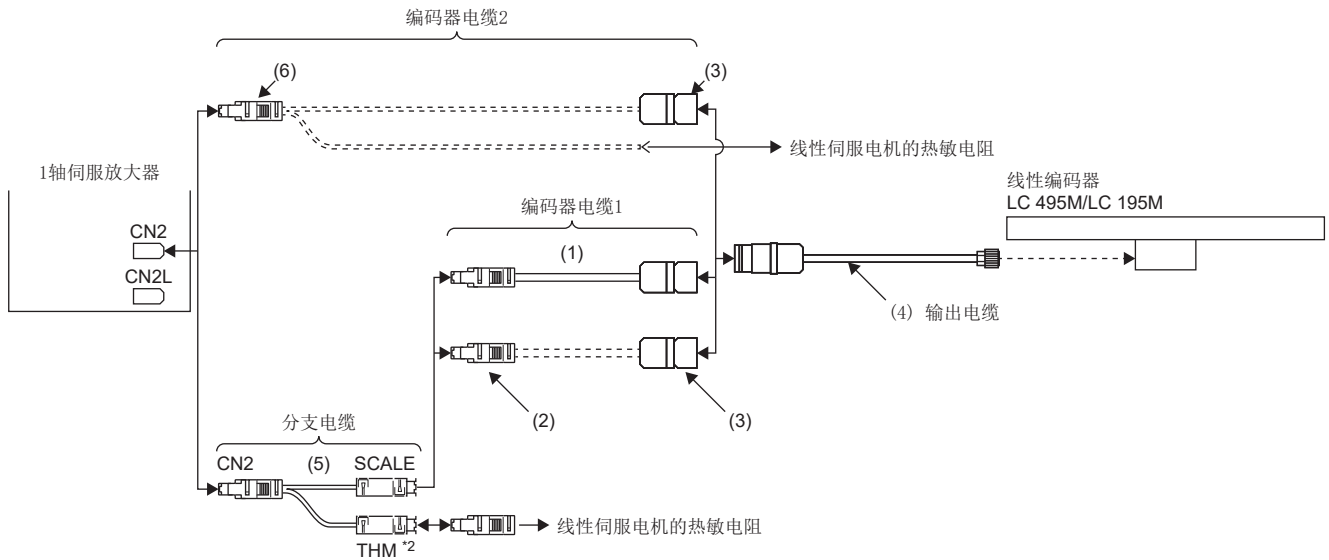 编码器电缆2
(6)
(3)
线性伺服电机的热敏电阻
1轴伺服放大器
线性编码器
LC 495M/LC 195M
编码器电缆1
CN2
(1)
CN2L
(4) 输出电缆
(2)
(3)
分支电缆
CN2
(5)
SCALE
线性伺服电机的热敏电阻
THM *2